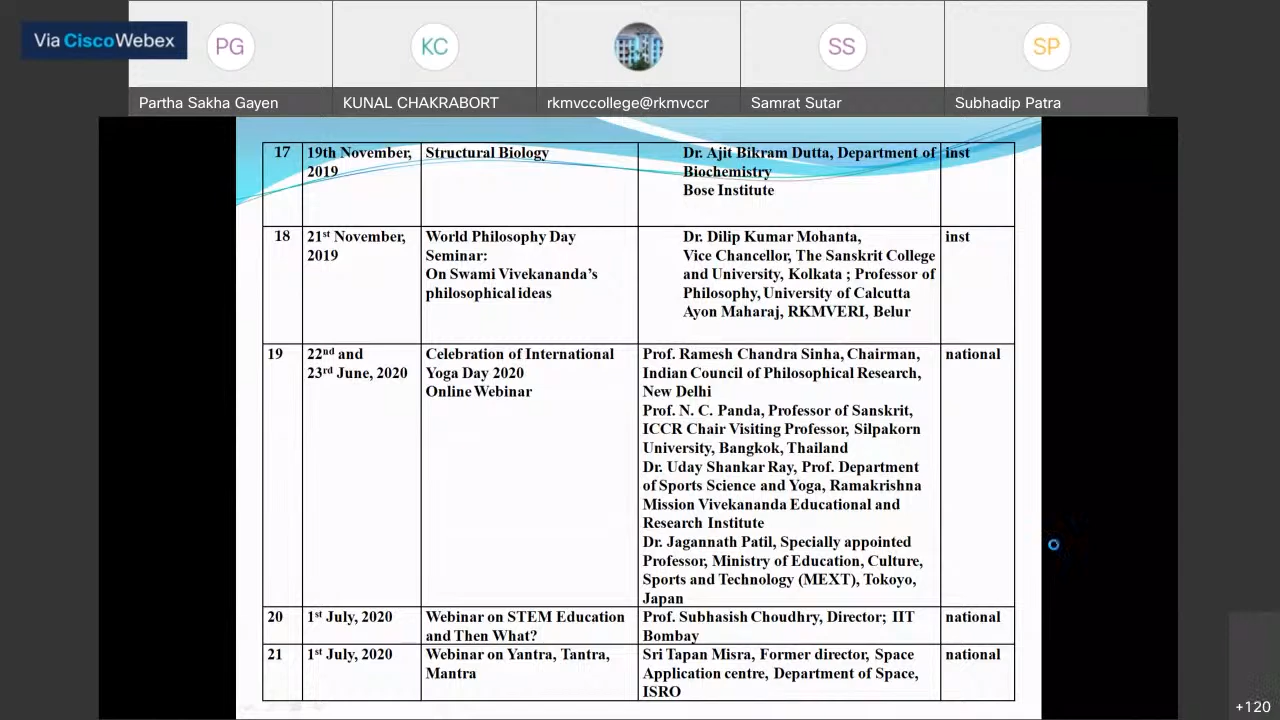 Via Cisco Webex
PG
KC
SS
SP
Partha Sakha Gayen
KUNAL CHAKRABORT
rkmvccollege@rkmvccr
Samrat Sutar
Subhadip Patra
17
19th November,
2019
Structural Biology
Dr. Ajit Bikram Dutta, Department of
Biochemistry
Bose Institute
inst
18
21st November,
2019
World Philosophy Day
Seminar:
On Swami Vivekananda’s
philosophical ideas
Dr. Dilip Kumar Mohanta,
Vice Chancellor, The Sanskrit College
and University, Kolkata ; Professor of
Philosophy, University of Calcutta
Ayon Maharaj, RKMVERI, Belur
inst
19
22nd and
23rd June, 2020
Celebration of International
Yoga Day 2020
Online Webinar
Prof. Ramesh Chandra Sinha, Chairman,
Indian Council of Philosophical Research,
New Delhi
Prof. N. C. Panda, Professor of Sanskrit,
ICCR Chair Visiting Professor, Silpakorn
University, Bangkok, Thailand
Dr. Uday Shankar Ray, Prof. Department
of Sports Science and Yoga, Ramakrishna
Mission Vivekananda Educational and
Research Institute
Dr. Jagannath Patil, Specially appointed
Professor, Ministry of Education, Culture,
Sports and Technology (MEXT), Tokoyo,
Japan
national
20
1st July, 2020
Webinar on STEM Education
and Then What?
Prof. Subhasish Choudhry, Director; IIT
Bombay
national
21
1st July, 2020
Webinar on Yantra, Tantra,
Mantra
Sri Tapan Misra, Former director, Space
Application centre, Department of Space,
ISRO
national
+120